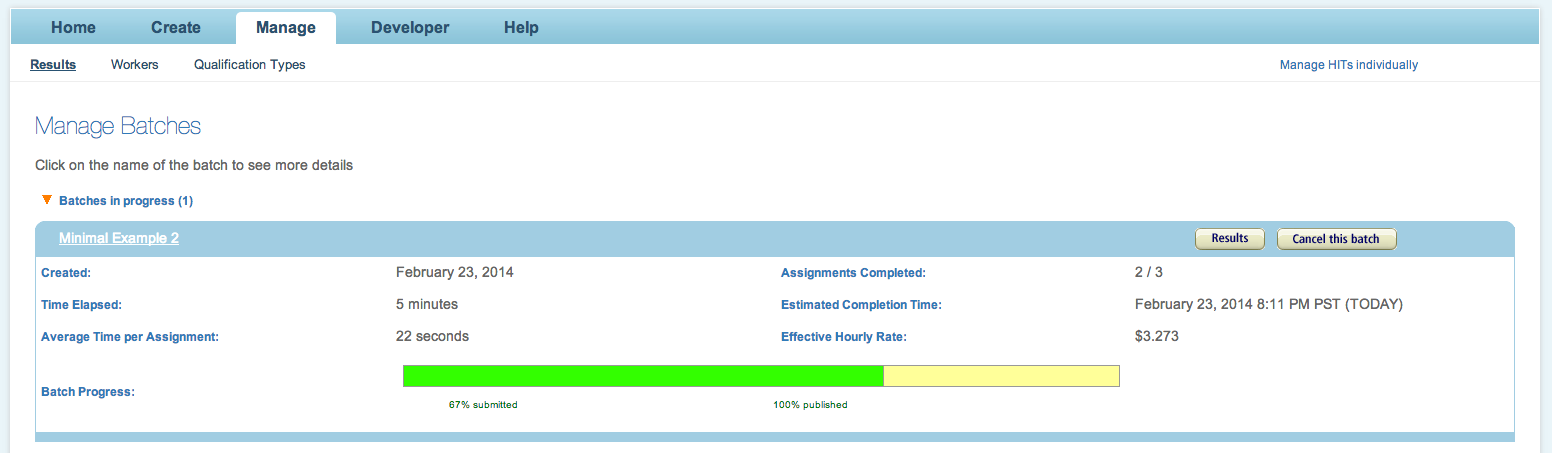 Home Create Manage Developer Help
Results Workers Qualification Types Manage HITs individually
Manage Batches
Click on the name of the batch to see more details
Batches in progress (1)
Minimal Example 2 Results Cancel this batch
Created: February 23, 2014 Assignments Completed: 2 / 3
Time Elapsed: 5 minutes Estimated Completion Time: February 23, 2014 8:11 PM PST (TODAY)
Average Time per Assignment: 22 seconds Effective Hourly Rate: $3.273
Batch Progress:
67% submitted 100% published